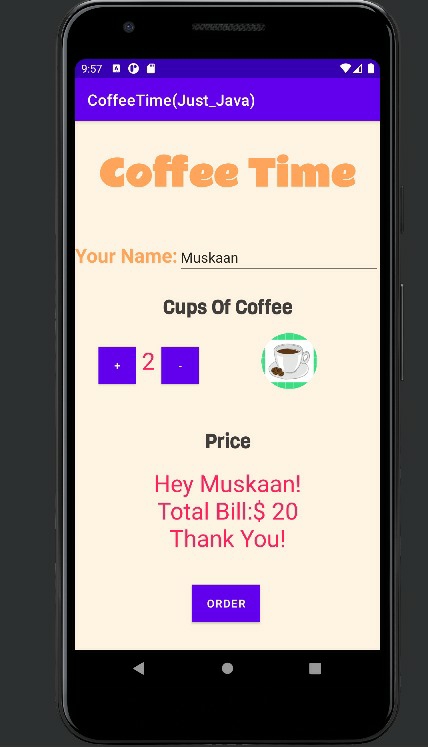 9:57
CoffeeTime(Just_Java)
Coffee Time
Your Name: Muskaan
Cups Of Coffee
+ 2 -
Price
Hey Muskaan!
Total Bill:$ 20
Thank You!
ORDER